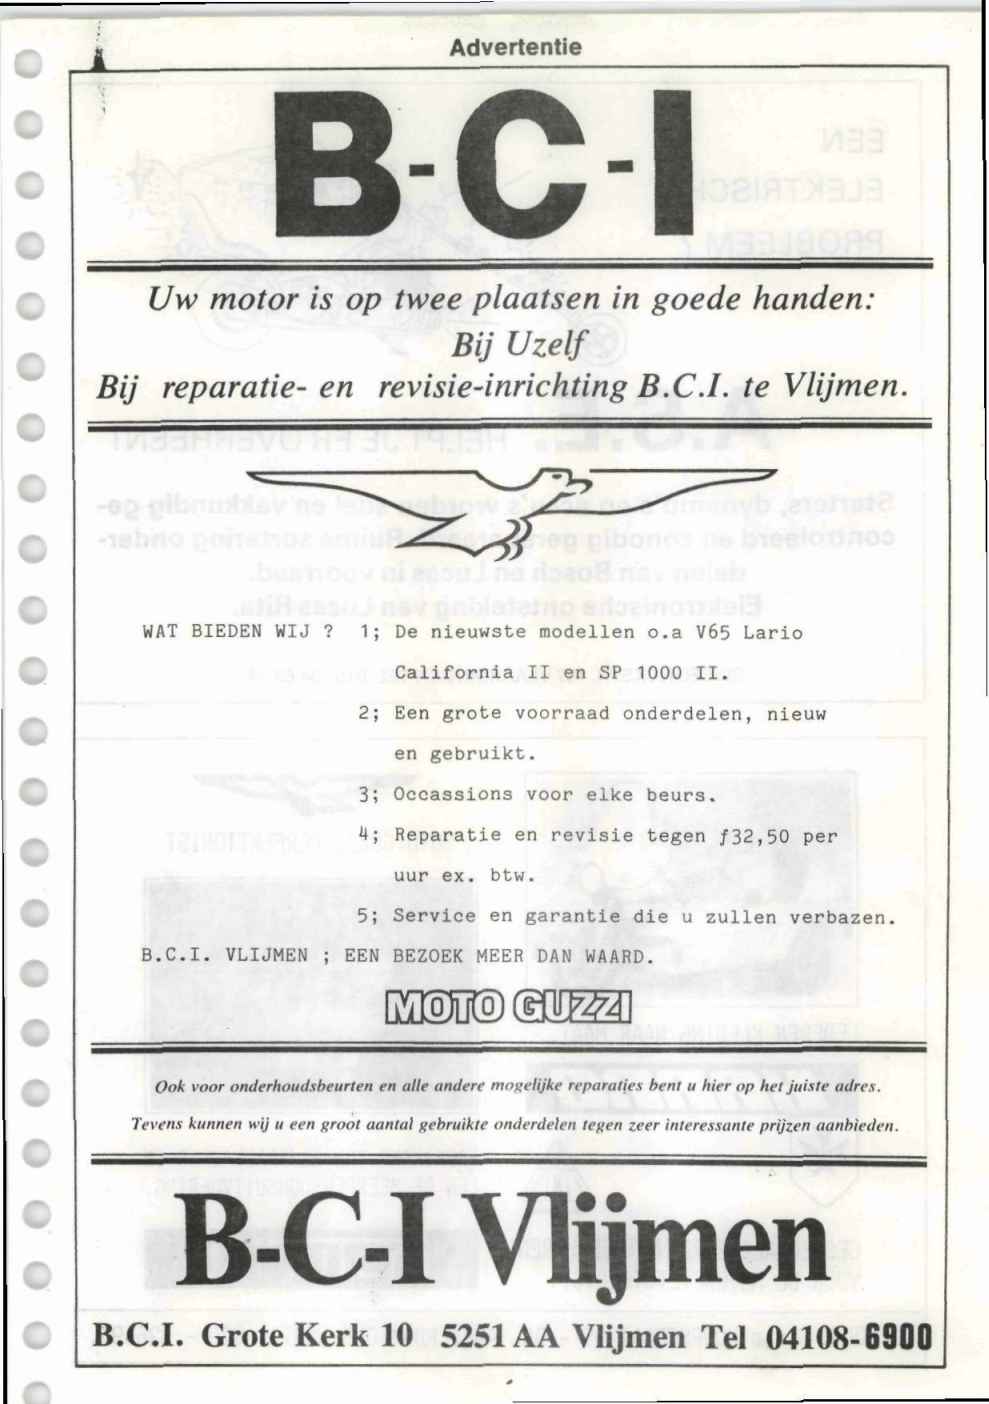 Advertentie
B-C-I
Uw motor is op twee plaatsen in goede handen:
Bij Uzelf
Bij reparatie- en revisie-inrichting B.C.I. te Vlijmen.
WAT BIEDEN WIJ ? 1; De nieuwste modellen o.a V65 Lario
California II en SP 1000 II.
2; Een grote voorraad onderdelen, nieuw
en gebruikt.
3; Occassions voor elke beurs.
4; Reparatie en revisie tegen ƒ32,50 per
uur ex. btw.
5; Service en garantie die u zullen verbazen.
B.C.I. VLIJMEN ; EEN BEZOEK MEER DAN WAARD.
MOTO GUZZI
Ook voor onderhoudsbeurten en alle andere mogelijke reparaties bent u hier op het juiste adres.
Tevens kunnen wij u een groot aantal gebruikte onderdelen tegen zeer interessante prijzen aanbieden.
B-C-I Vlijmen
B.C.I. Grote Kerk 10 5251 AA Vlijmen Tel 04108-6900